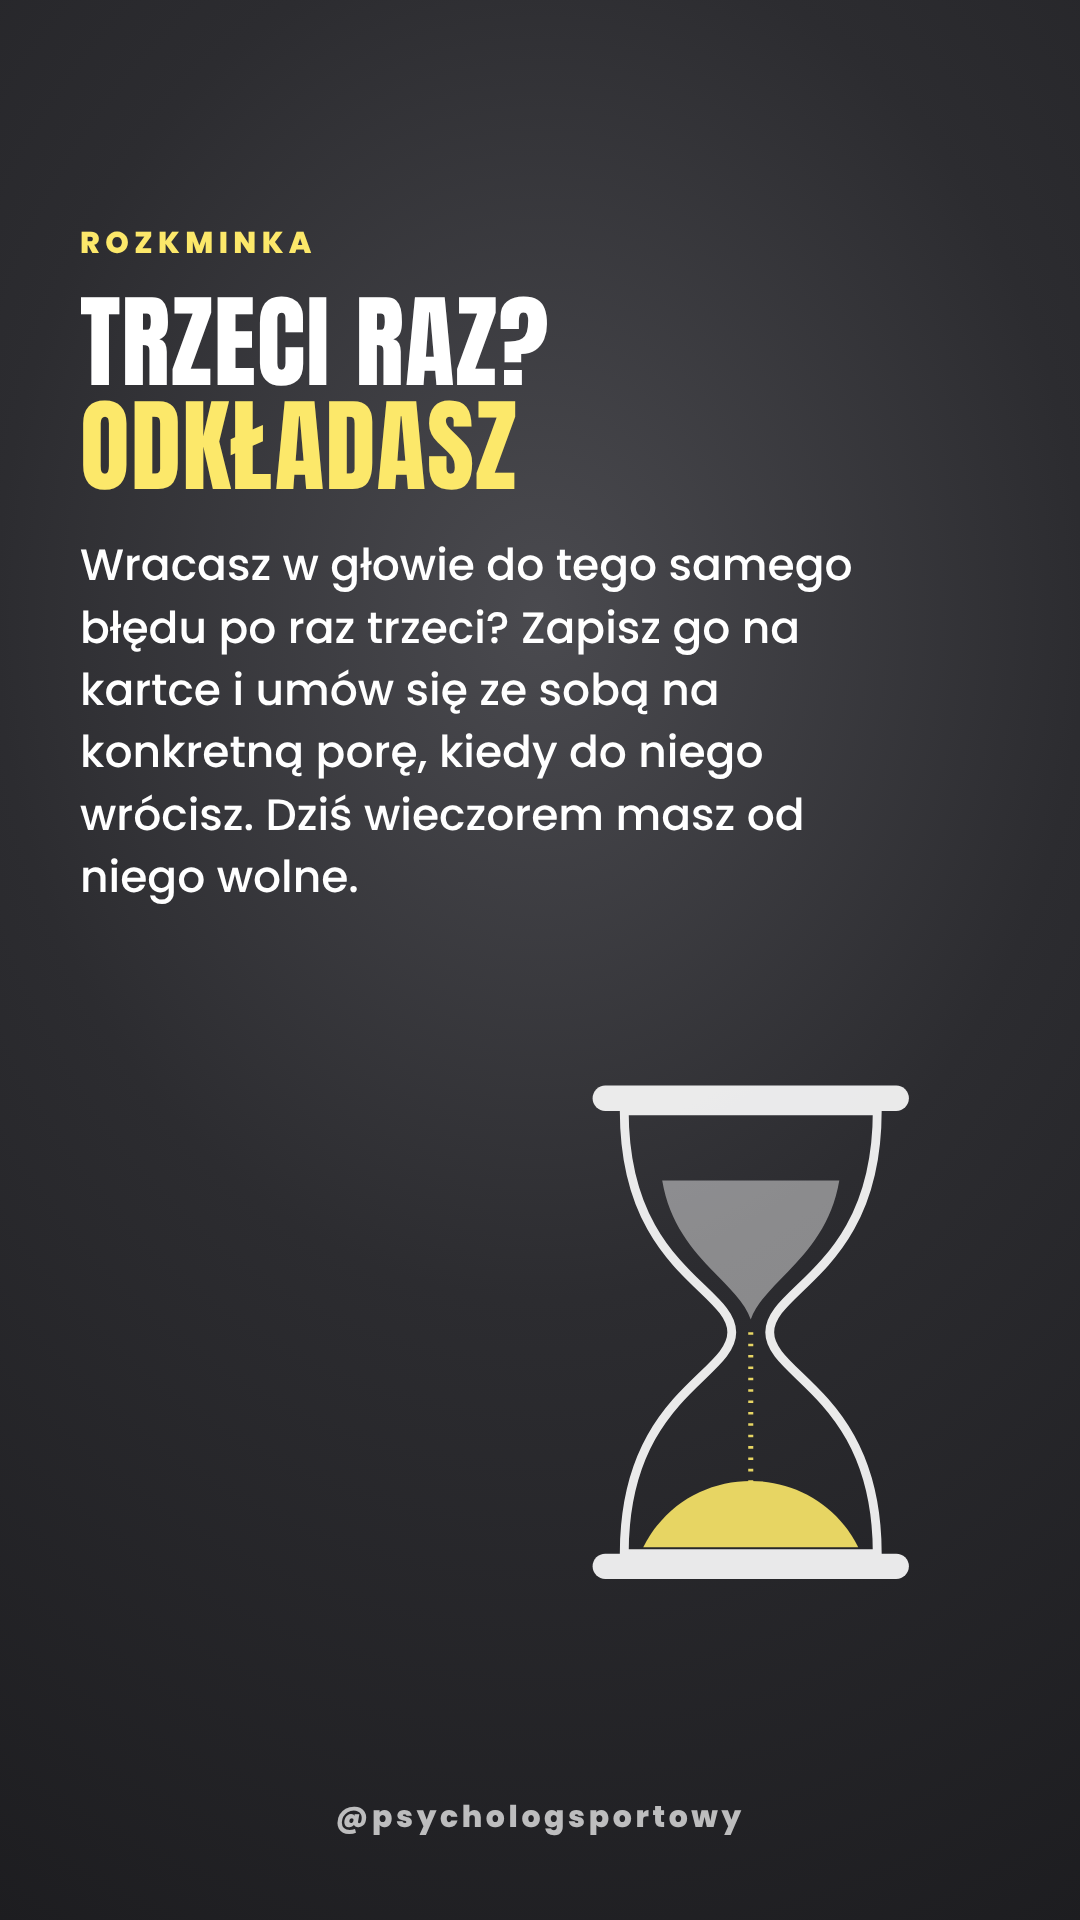 ROZKMINKA
TRZECI RAZ?
ODKŁADASZ
Wracasz w głowie do tego samego
błędu po raz trzeci? Zapisz go na
kartce i umów się ze sobą na
konkretną porę, kiedy do niego
wrócisz. Dziś wieczorem masz od
niego wolne.
@psychologsportowy